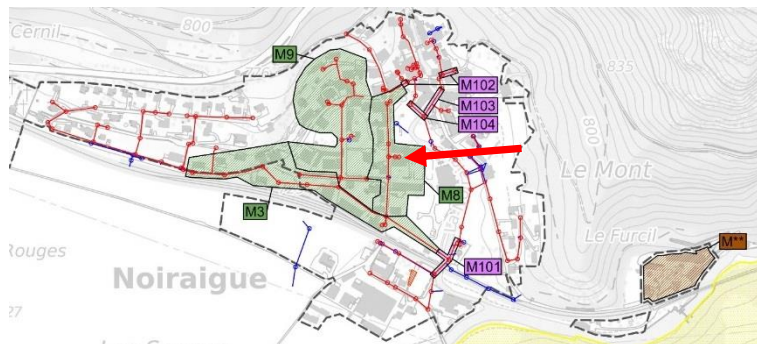 Cernil
M9
800
835
M102
M103
M104
800
Le Mont
M3
M8
Le Furcil
M**
Rouges
Noiraigue
M101
27